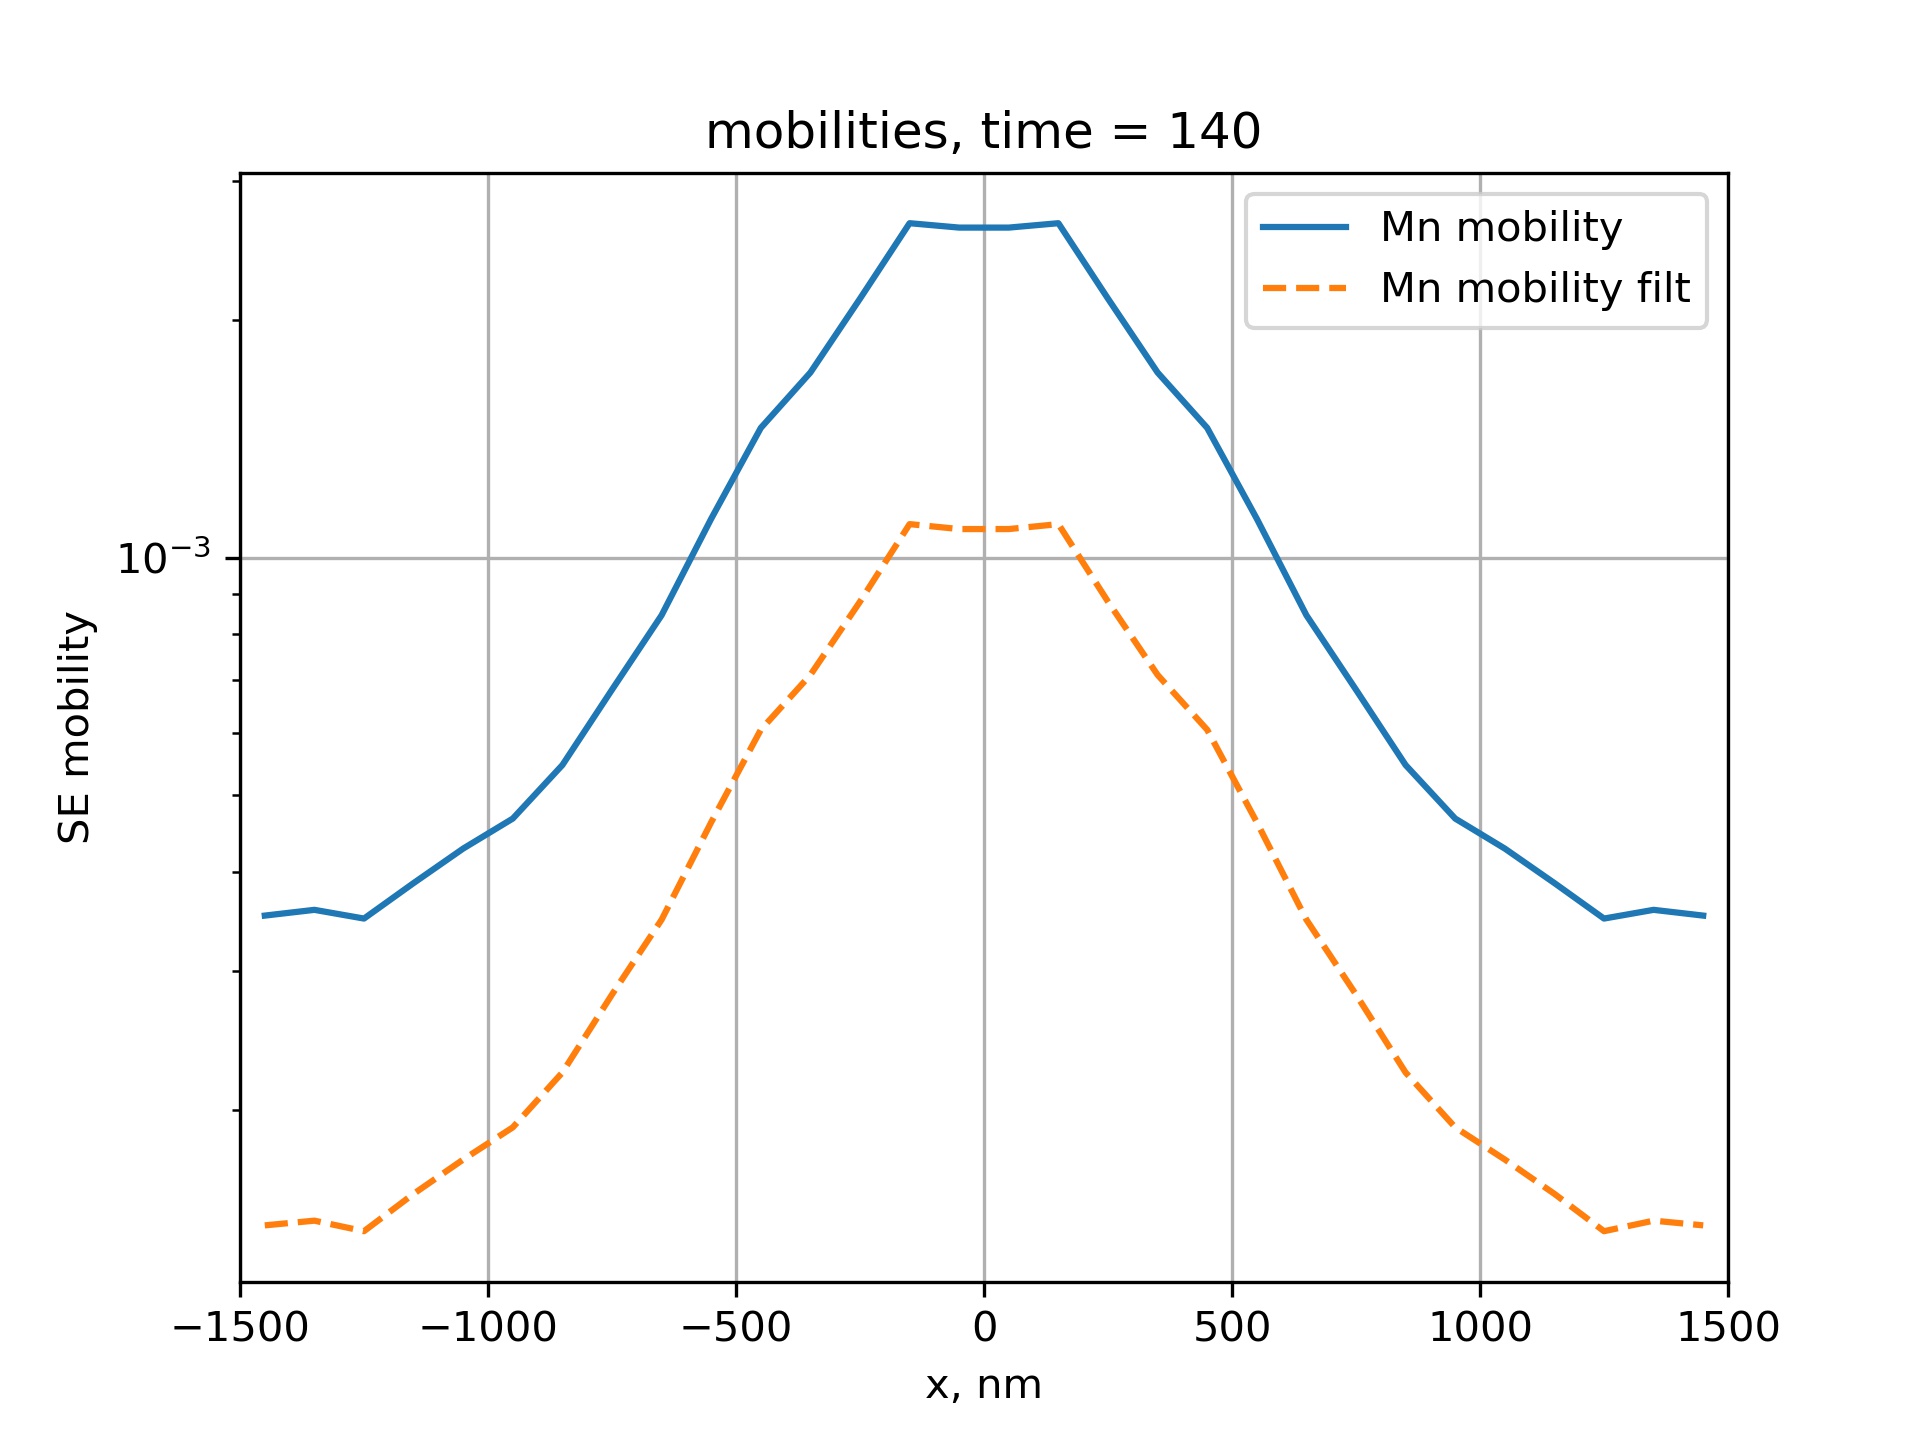 mobilities, time = 140
Mn mobility
Mn mobility filt
10⁻³
SE mobility
−1500
−1000
−500
0
500
1000
1500
x, nm